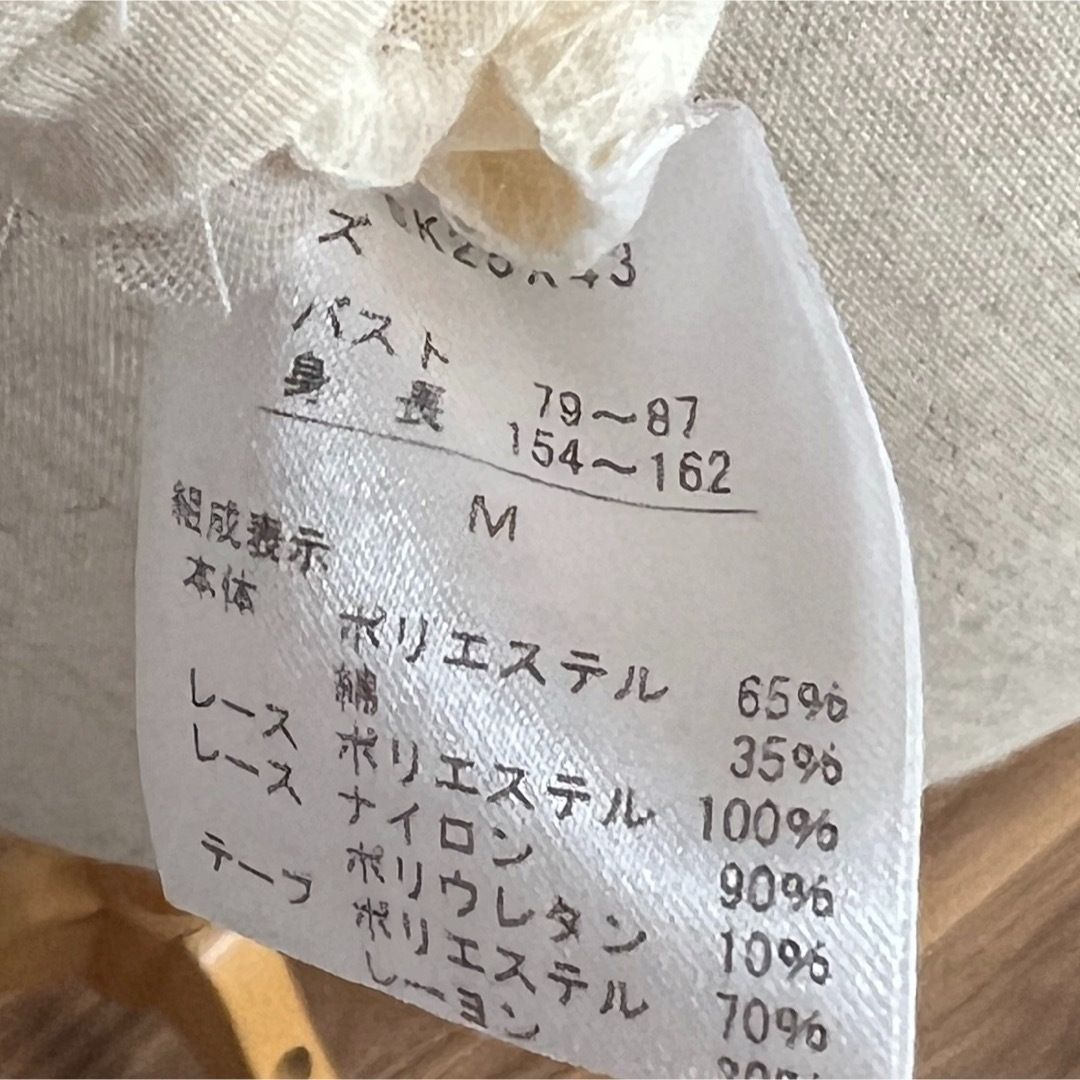 ズ
バスト 79～87
身長 154～162
M
組成表示
本体 ポリエステル 65%
綿 35%
レース ポリエステル 100%
レース ナイロン 90%
ポリウレタン 10%
テープ ポリエステル 70%
レーヨン